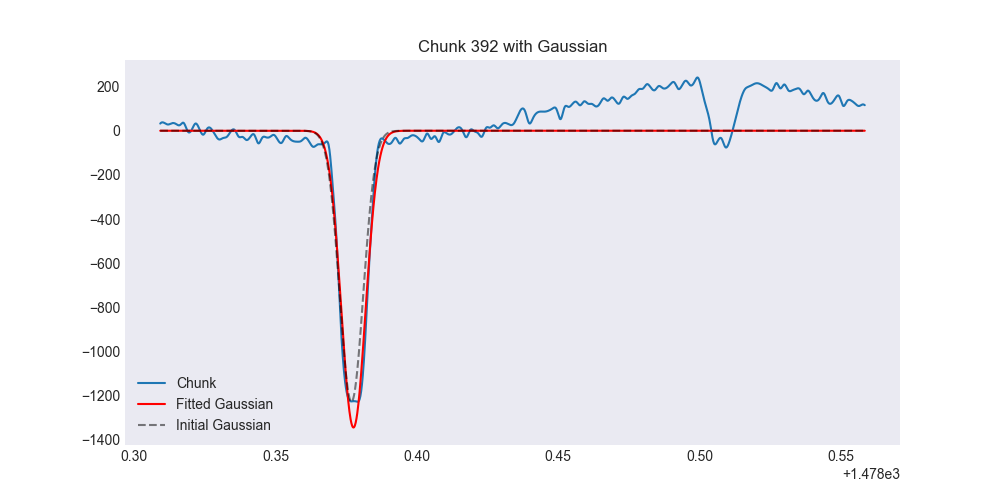 Chunk 392 with Gaussian
200
0
−200
−400
−600
−800
−1000
−1200
−1400
Chunk
Fitted Gaussian
Initial Gaussian
0.30 0.35 0.40 0.45 0.50 0.55
+1.478e3